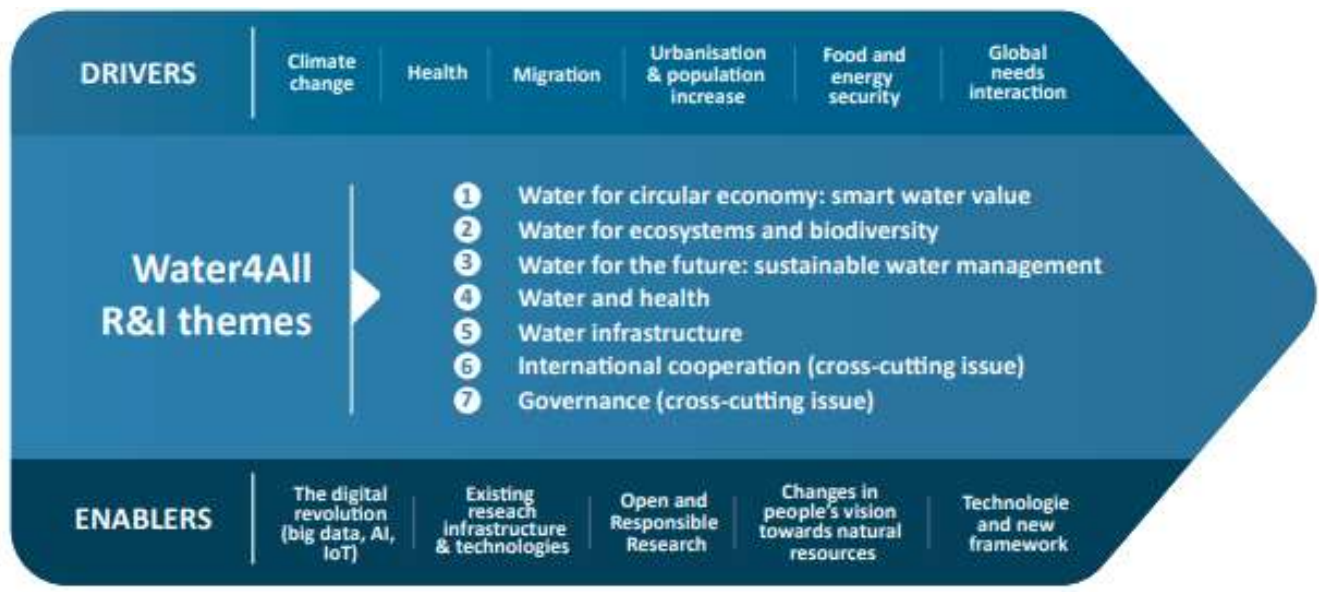 DRIVERS
Climate
change
Health
Migration
Urbanisation
& population
increase
Food and
energy
security
Global
needs
interaction
Water4All
R&I themes
1 Water for circular economy: smart water value
2 Water for ecosystems and biodiversity
3 Water for the future: sustainable water management
4 Water and health
5 Water infrastructure
6 International cooperation (cross-cutting issue)
7 Governance (cross-cutting issue)
ENABLERS
The digital
revolution
(big data, AI,
IoT)
Existing
reseach
infrastructure
& technologies
Open and
Responsible
Research
Changes in
people's vision
towards natural
resources
Technologie
and new
framework